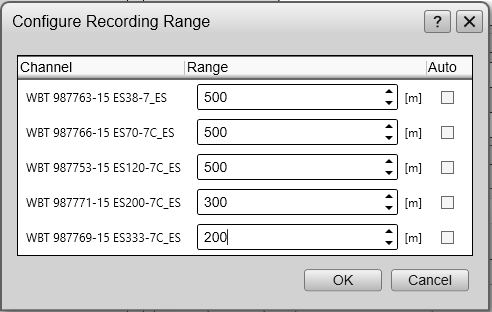 Configure Recording Range ? X
Channel Range Auto
WBT 987763-15 ES38-7_ES 500 [m]
WBT 987766-15 ES70-7C_ES 500 [m]
WBT 987753-15 ES120-7C_ES 500 [m]
WBT 987771-15 ES200-7C_ES 300 [m]
WBT 987769-15 ES333-7C_ES 200 [m]
OK Cancel